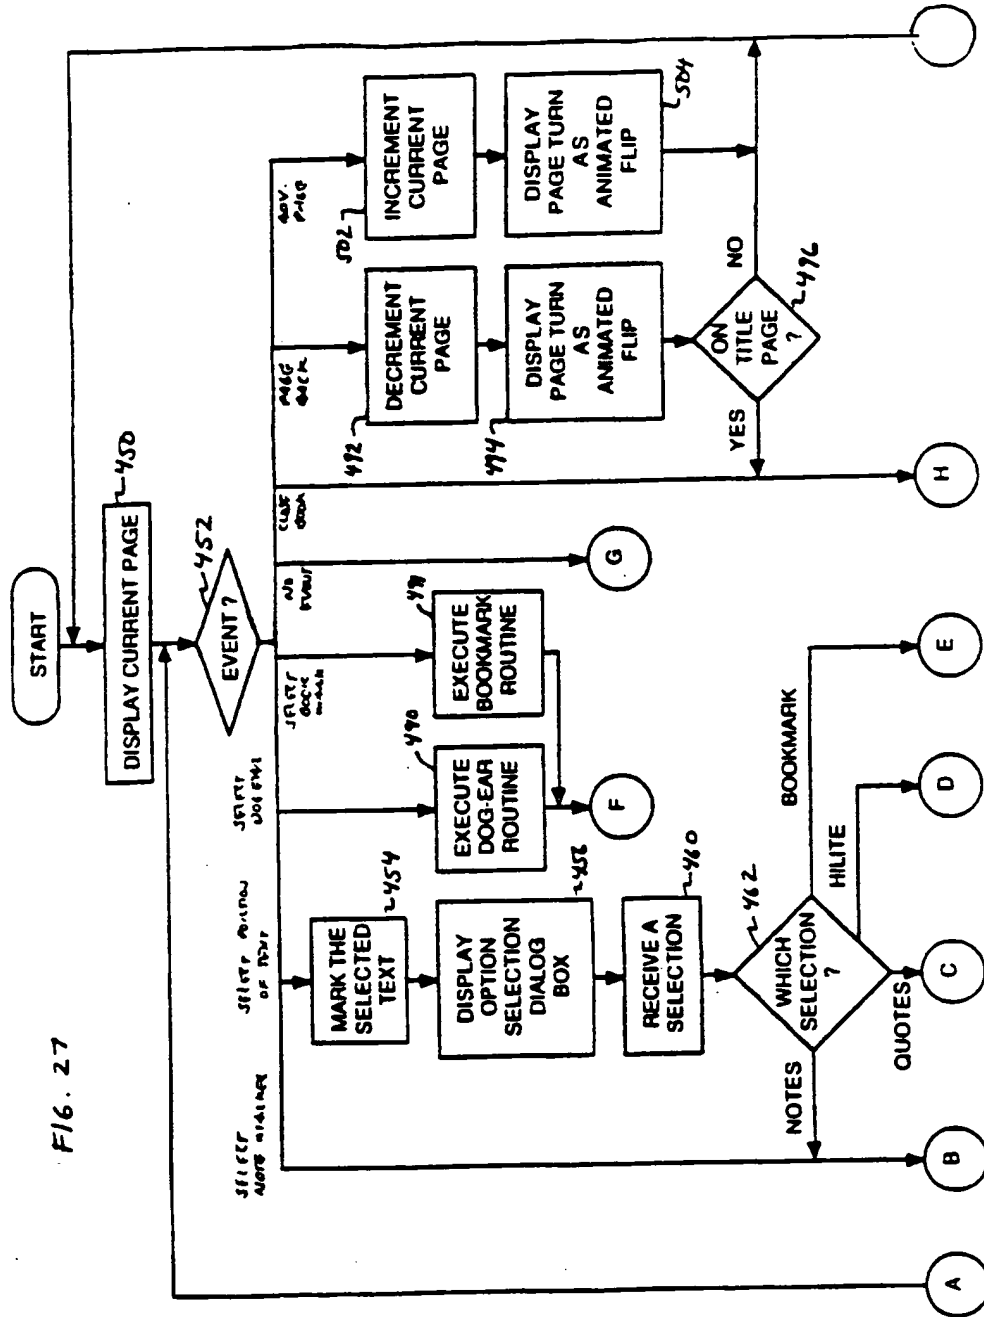 FIG. 27
START
DISPLAY CURRENT PAGE
450
EVENT?
452
SELECT
OF TEXT
SELECT
SELECT
BOOK
MARK
NO
EVENT
CLOSE
BOOK
PAGE
BACK
ADV.
PAGE
MARK THE
SELECTED
TEXT
454
DISPLAY
OPTION
SELECTION
DIALOG
BOX
RECEIVE A
SELECTION
460
WHICH
SELECTION
?
462
NOTES
QUOTES
HILITE
BOOKMARK
490
EXECUTE
DOG-EAR
ROUTINE
EXECUTE
BOOKMARK
ROUTINE
492
DECREMENT
CURRENT
PAGE
494
DISPLAY
PAGE TURN
AS
ANIMATED
FLIP
502
INCREMENT
CURRENT
PAGE
DISPLAY
PAGE TURN
AS
ANIMATED
FLIP
504
ON
TITLE
PAGE
?
496
YES
NO
F
G
A
B
C
D
E
H